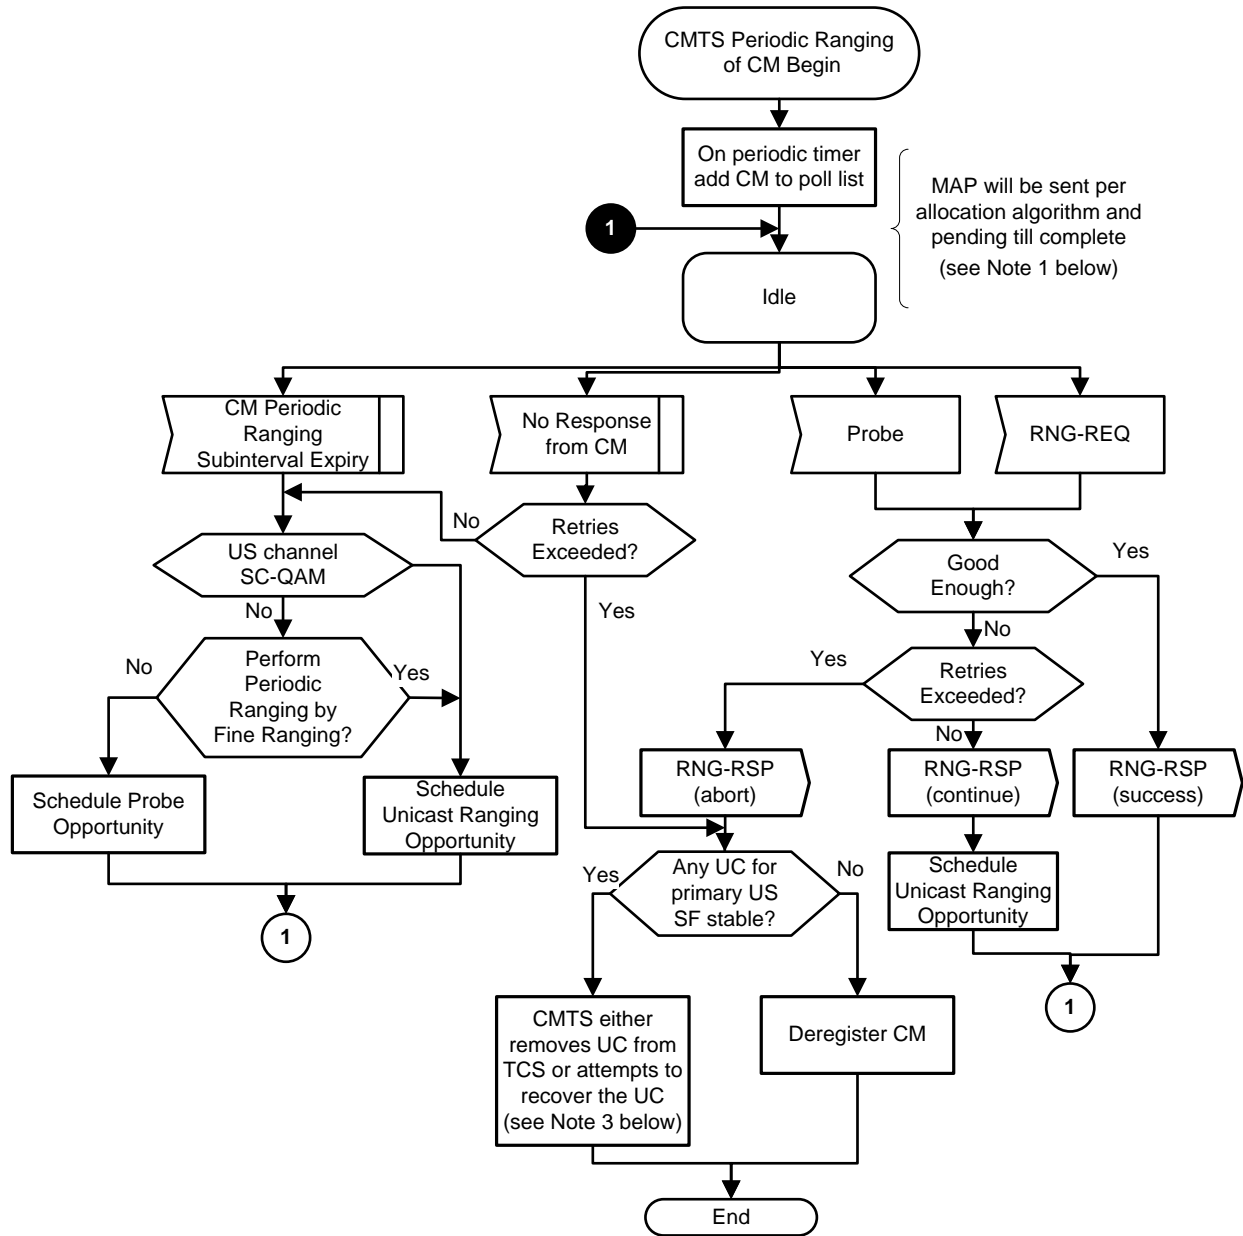 CMTS Periodic Ranging
of CM Begin
On periodic timer
add CM to poll list
MAP will be sent per
allocation algorithm and
pending till complete
(see Note 1 below)
1
Idle
CM Periodic
Ranging
Subinterval Expiry
No Response
from CM
Probe
RNG-REQ
No
Retries
Exceeded?
Yes
US channel
SC-QAM
No
Good
Enough?
Yes
No
No
Perform
Periodic
Ranging by
Fine Ranging?
Yes
Yes
Retries
Exceeded?
No
Schedule Probe
Opportunity
Schedule
Unicast Ranging
Opportunity
1
RNG-RSP
(abort)
RNG-RSP
(continue)
RNG-RSP
(success)
Yes
Any UC for
primary US
SF stable?
No
Schedule
Unicast Ranging
Opportunity
1
CMTS either
removes UC from
TCS or attempts to
recover the UC
(see Note 3 below)
Deregister CM
End